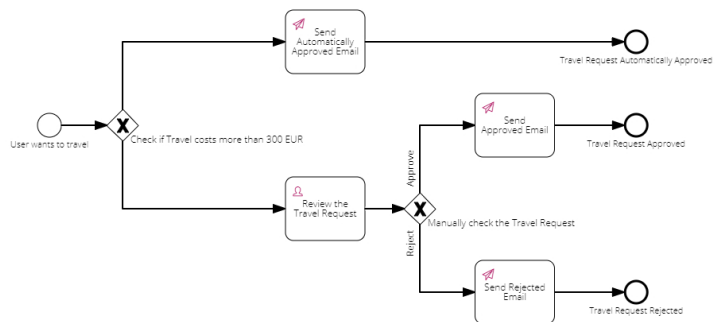 Send
Automatically
Approved Email
Travel Request Automatically Approved
User wants to travel
Check if Travel costs more than 300 EUR
Send
Approved Email
Travel Request Approved
Approve
Review the
Travel Request
Manually check the Travel Request
Reject
Send Rejected
Email
Travel Request Rejected